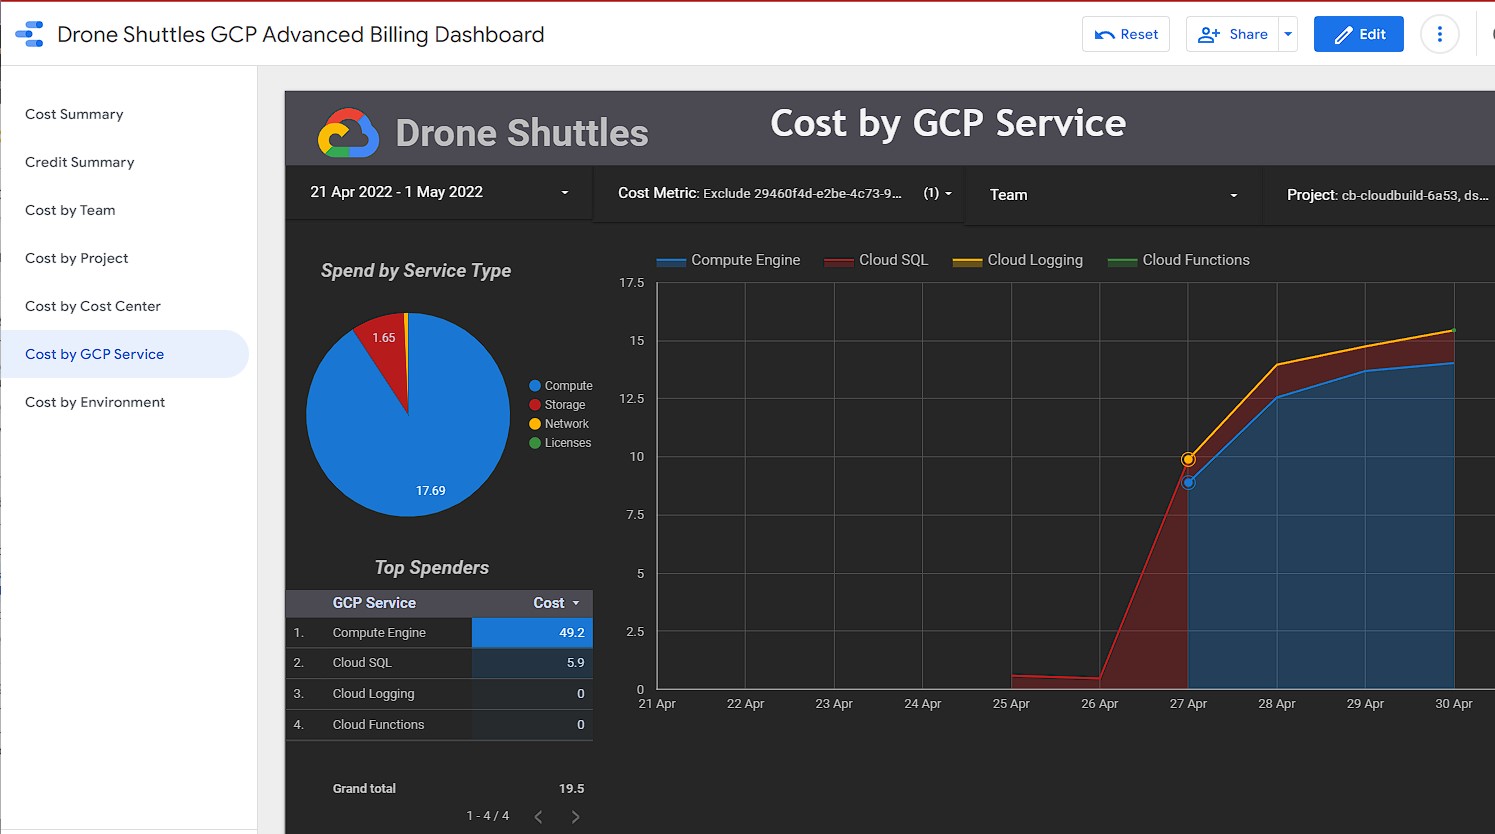 Drone Shuttles GCP Advanced Billing Dashboard
Reset
Share
Edit
Cost Summary
Credit Summary
Cost by Team
Cost by Project
Cost by Cost Center
Cost by GCP Service
Cost by Environment
Drone Shuttles
Cost by GCP Service
21 Apr 2022 - 1 May 2022
Cost Metric: Exclude 29460f4d-e2be-4c73-9... (1)
Team
Project: cb-cloudbuild-6a53, ds...
Spend by Service Type
1.65
17.69
Compute
Storage
Network
Licenses
Top Spenders
GCP Service Cost
1. Compute Engine 49.2
2. Cloud SQL 5.9
3. Cloud Logging 0
4. Cloud Functions 0
Grand total 19.5
1 - 4 / 4
Compute Engine Cloud SQL Cloud Logging Cloud Functions
17.5
15
12.5
10
7.5
5
2.5
0
21 Apr 22 Apr 23 Apr 24 Apr 25 Apr 26 Apr 27 Apr 28 Apr 29 Apr 30 Apr